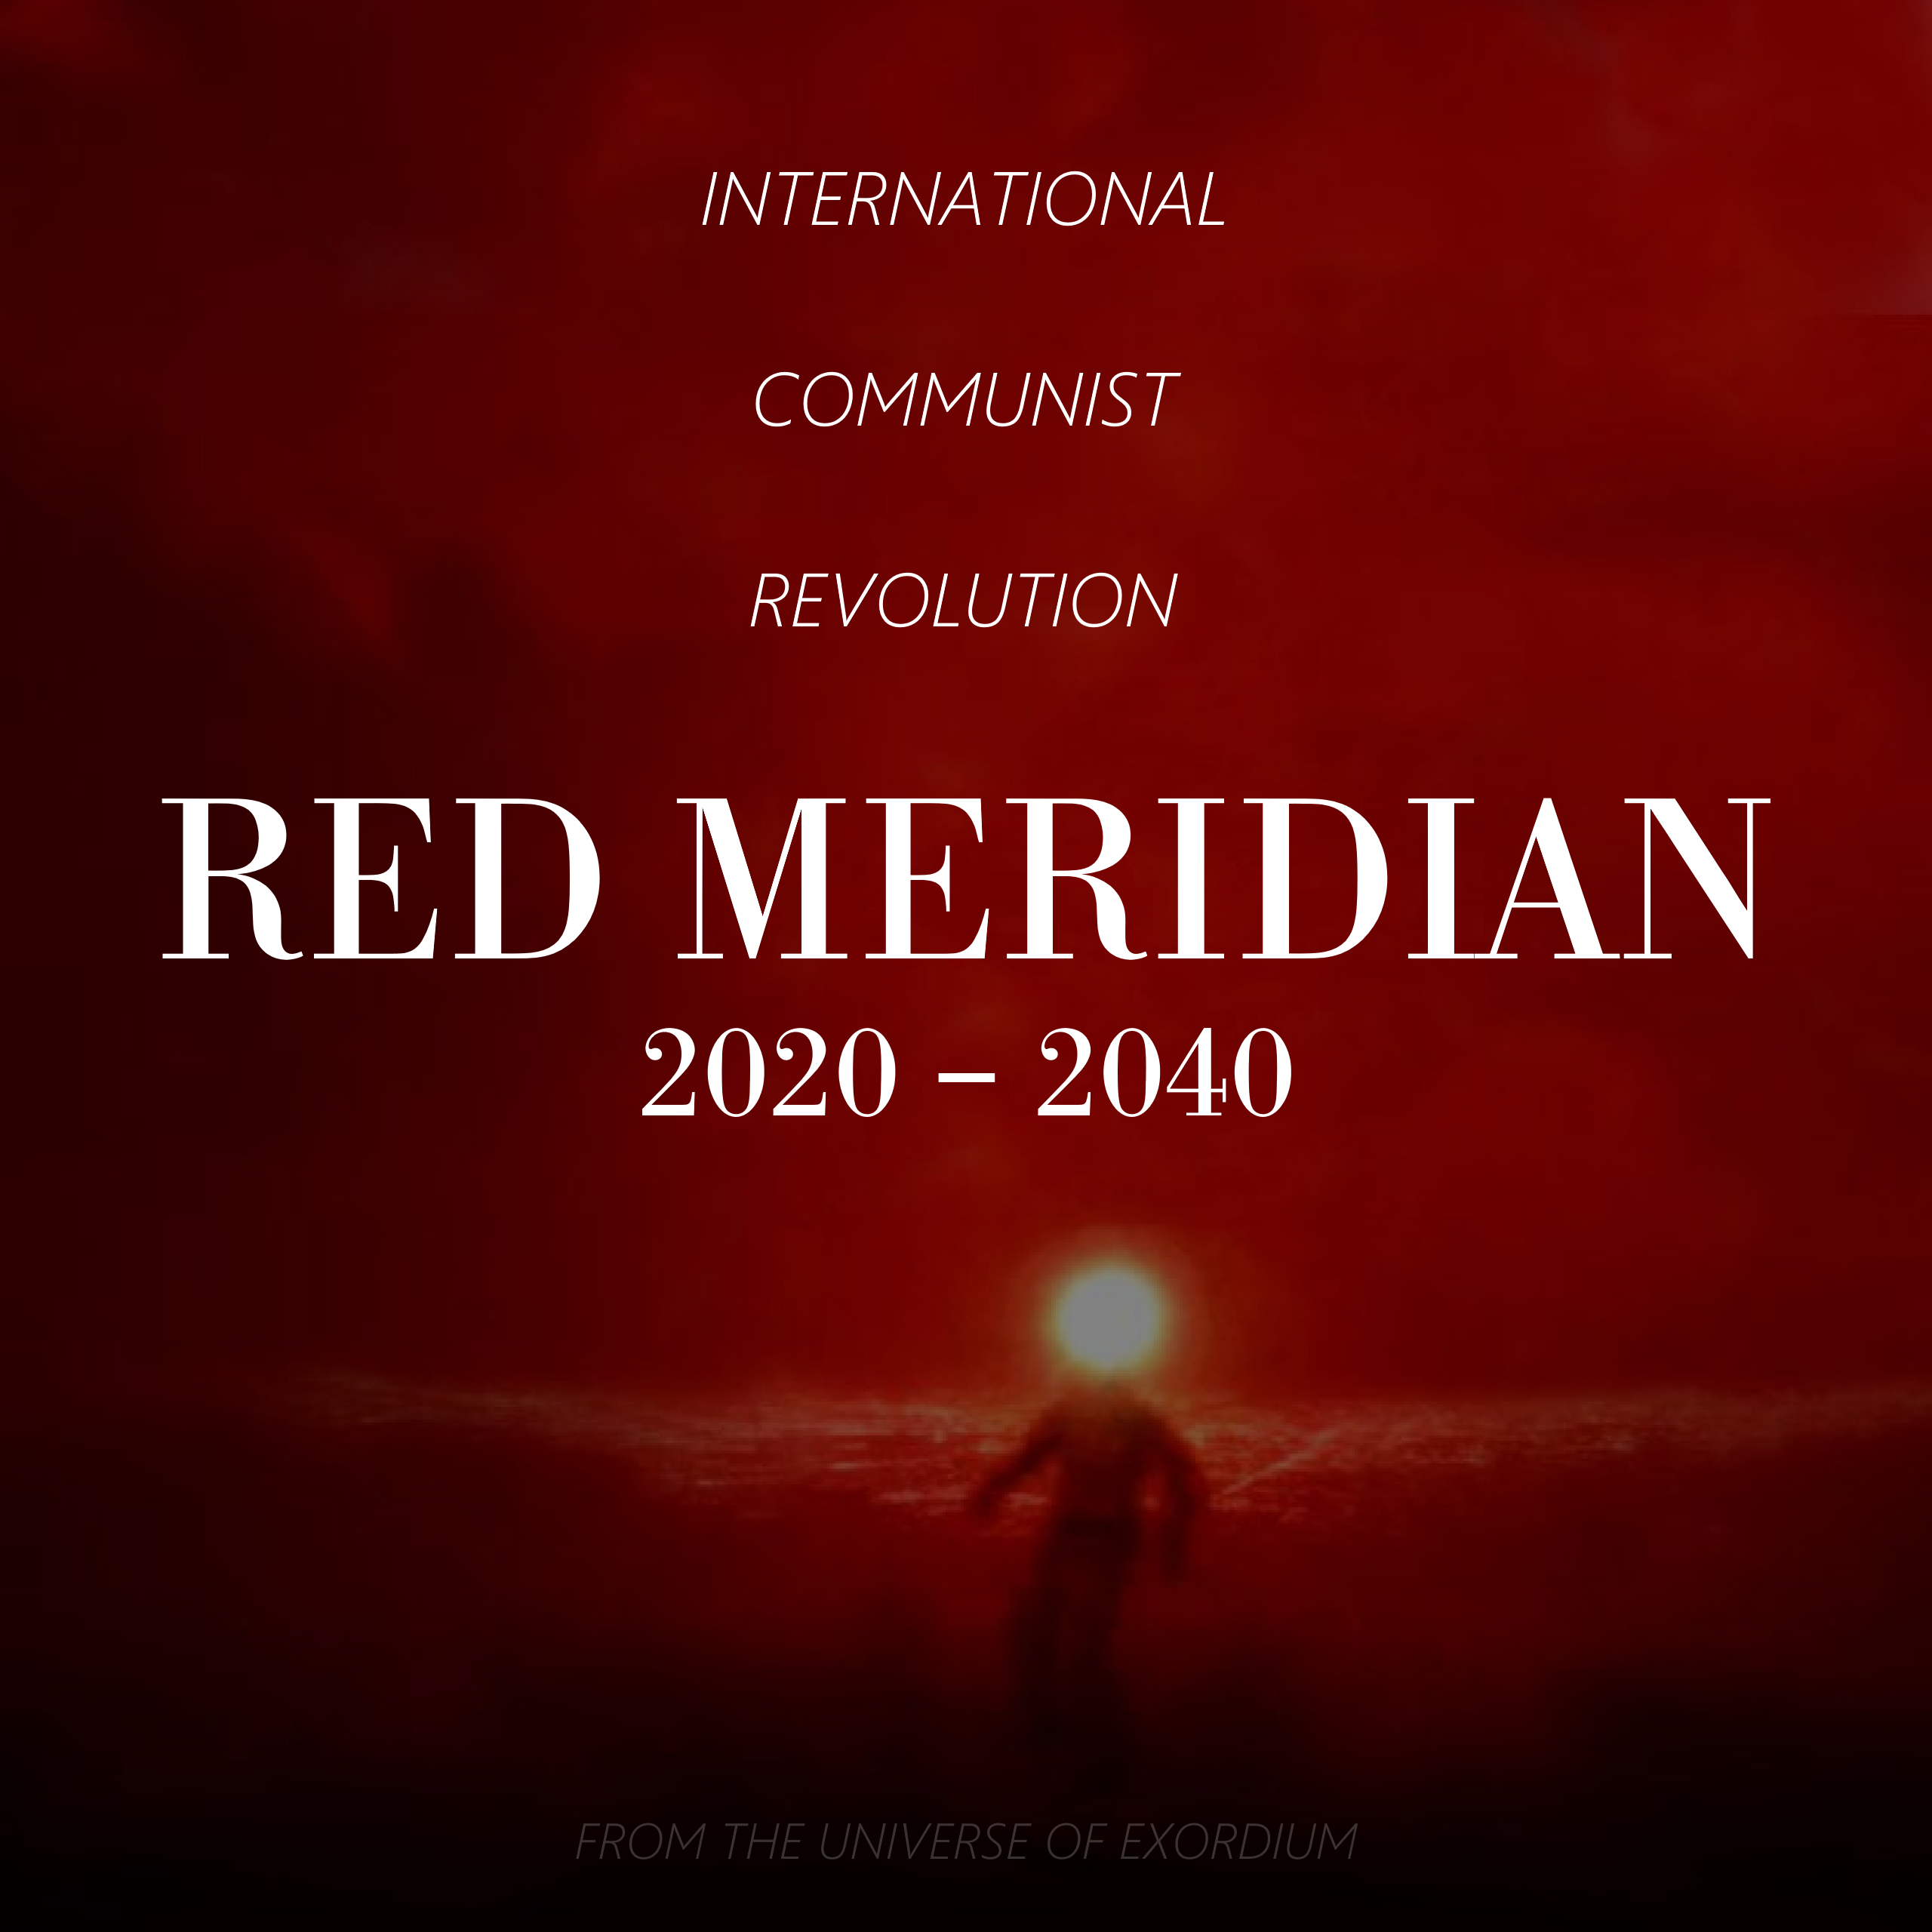 INTERNATIONAL
COMMUNIST
REVOLUTION
RED MERIDIAN
2020 – 2040
FROM THE UNIVERSE OF EXORDIUM